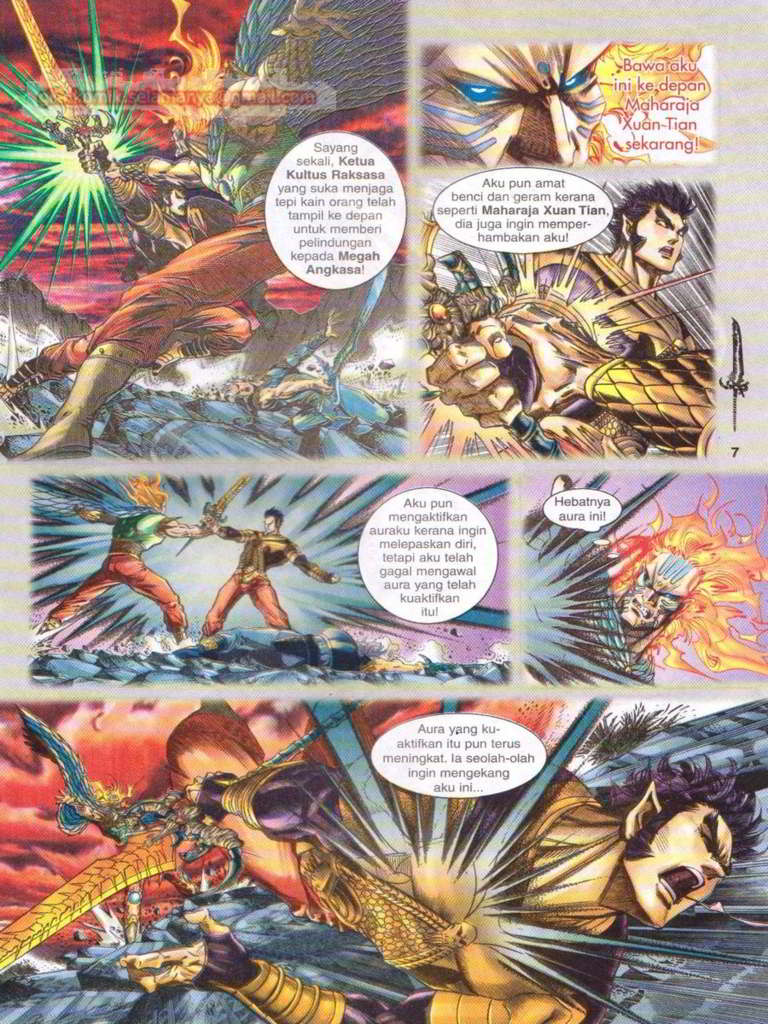 Sayang
sekali, Ketua
Kultus Raksasa
yang suka menjaga
tepi kain orang telah
tampil ke depan
untuk memberi
pelindungan
kepada Megah
Angkasa!
Bawa aku
ini ke depan
Maharaja
Xuan-Tian
sekarang!
Aku pun amat
benci dan geram kerana
seperti Maharaja Xuan Tian,
dia juga ingin memper-
hambakan aku!
7
Aku pun
mengaktifkan
auraku kerana ingin
melepaskan diri,
tetapi aku telah
gagal mengawal
aura yang telah
kuaktifkan
itu!
Hebatnya
aura ini!
Aura yang ku-
aktifkan itu pun terus
meningkat. Ia seolah-olah
ingin mengekang
aku ini...